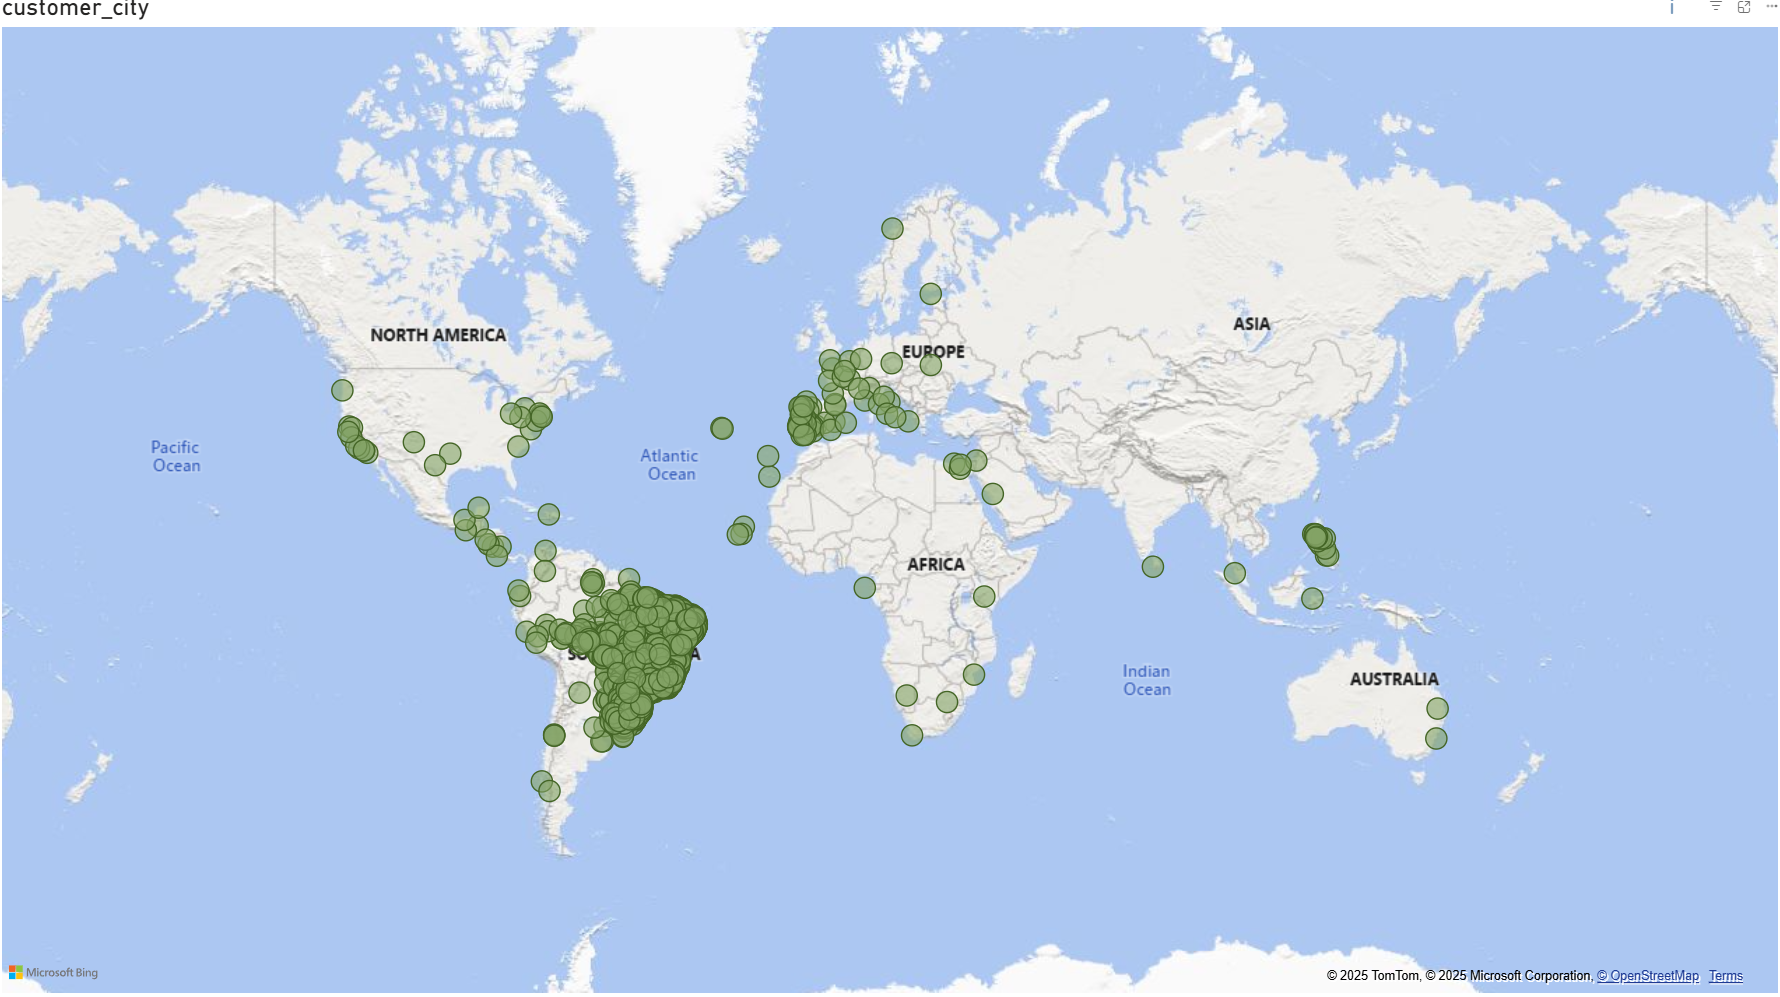 customer_city
NORTH AMERICA
EUROPE
ASIA
Pacific
Ocean
Atlantic
Ocean
AFRICA
Indian
Ocean
AUSTRALIA
Microsoft Bing
© 2025 TomTom, © 2025 Microsoft Corporation, © OpenStreetMap Terms